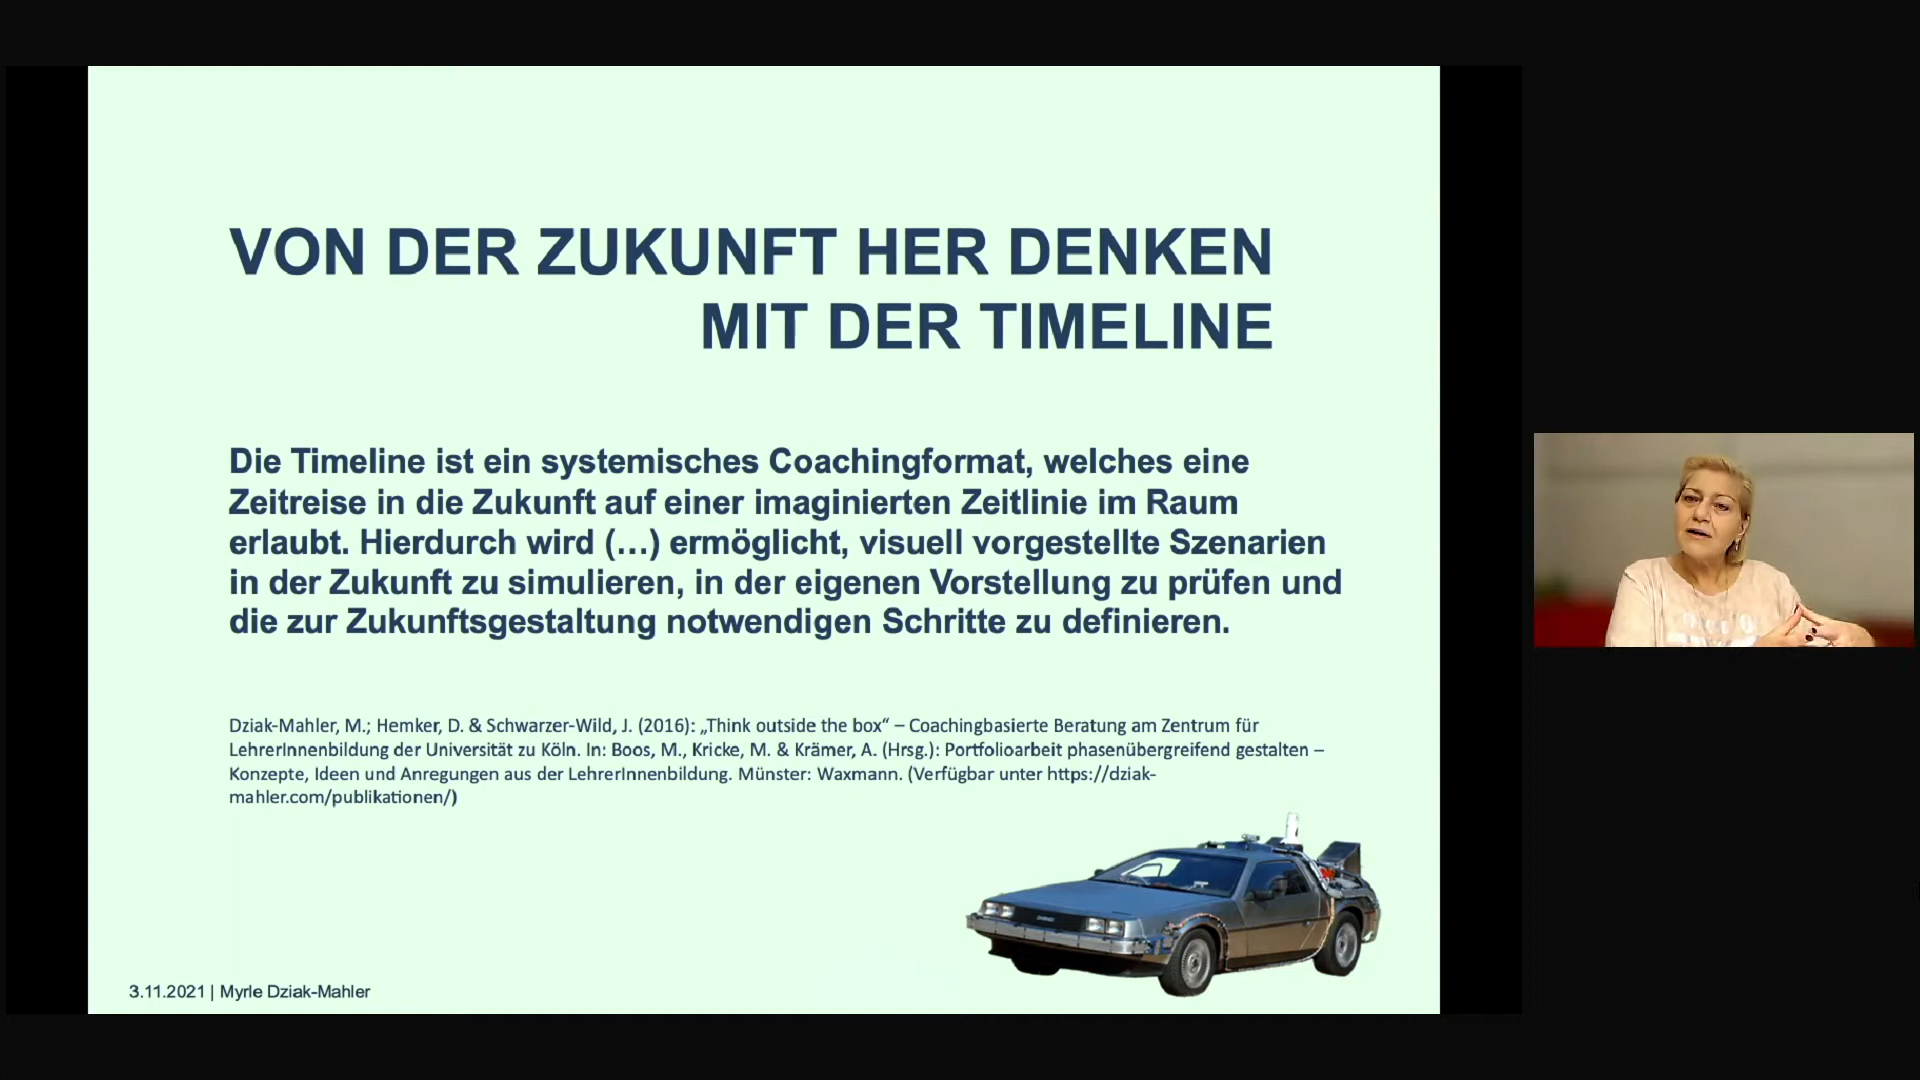 VON DER ZUKUNFT HER DENKEN
MIT DER TIMELINE
Die Timeline ist ein systemisches Coachingformat, welches eine
Zeitreise in die Zukunft auf einer imaginierten Zeitlinie im Raum
erlaubt. Hierdurch wird (…) ermöglicht, visuell vorgestellte Szenarien
in der Zukunft zu simulieren, in der eigenen Vorstellung zu prüfen und
die zur Zukunftsgestaltung notwendigen Schritte zu definieren.
Dziak-Mahler, M.; Hemker, D. & Schwarzer-Wild, J. (2016): „Think outside the box“ – Coachingbasierte Beratung am Zentrum für
LehrerInnenbildung der Universität zu Köln. In: Boos, M., Kricke, M. & Krämer, A. (Hrsg.): Portfolioarbeit phasenübergreifend gestalten –
Konzepte, Ideen und Anregungen aus der LehrerInnenbildung. Münster: Waxmann. (Verfügbar unter https://dziak-
mahler.com/publikationen/)
3.11.2021 | Myrle Dziak-Mahler